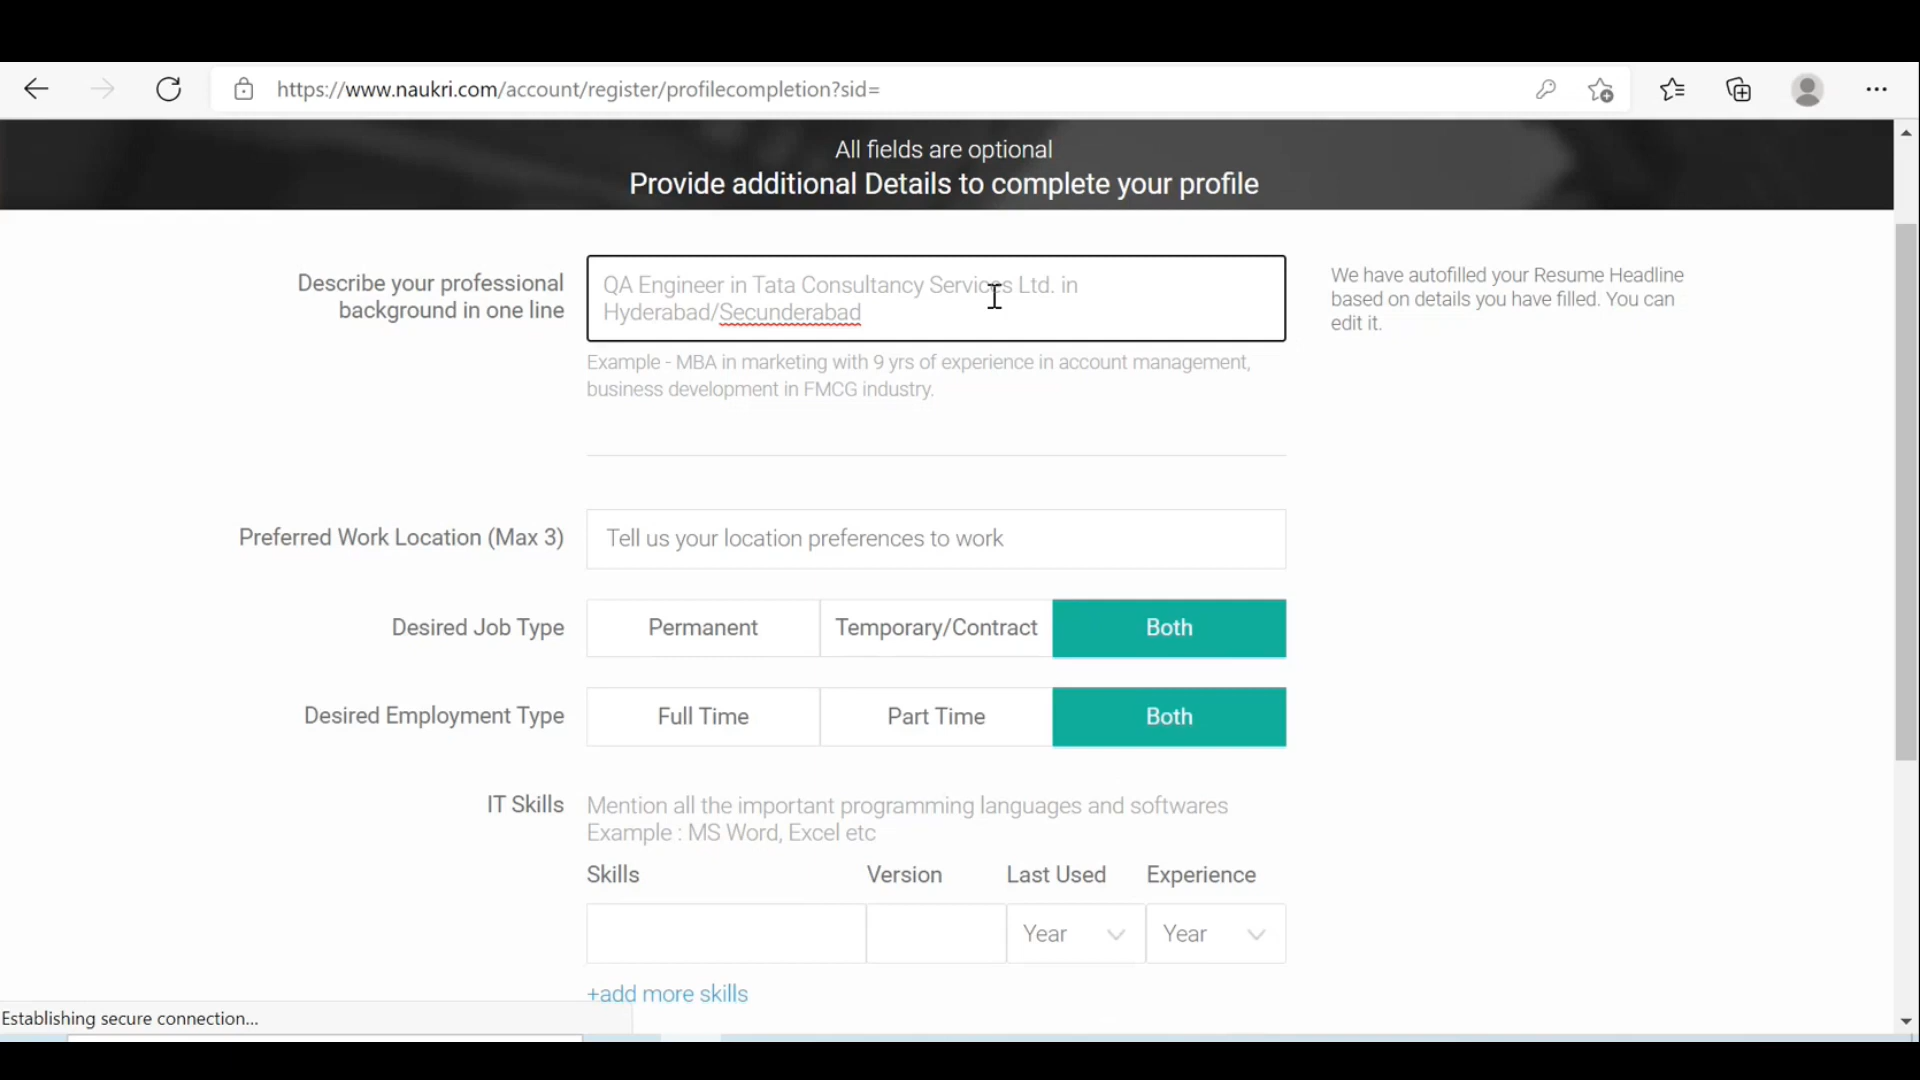 https://www.naukri.com/account/register/profilecompletion?sid=
All fields are optional
Provide additional Details to complete your profile
Describe your professional
background in one line
QA Engineer in Tata Consultancy Services Ltd. in
Hyderabad/Secunderabad
We have autofilled your Resume Headline
based on details you have filled. You can
edit it.
Example - MBA in marketing with 9 yrs of experience in account management,
business development in FMCG industry.
Preferred Work Location (Max 3)
Tell us your location preferences to work
Desired Job Type
Permanent
Temporary/Contract
Both
Desired Employment Type
Full Time
Part Time
Both
IT Skills
Mention all the important programming languages and softwares
Example : MS Word, Excel etc
Skills
Version
Last Used
Experience
Year
Year
+add more skills
Establishing secure connection...